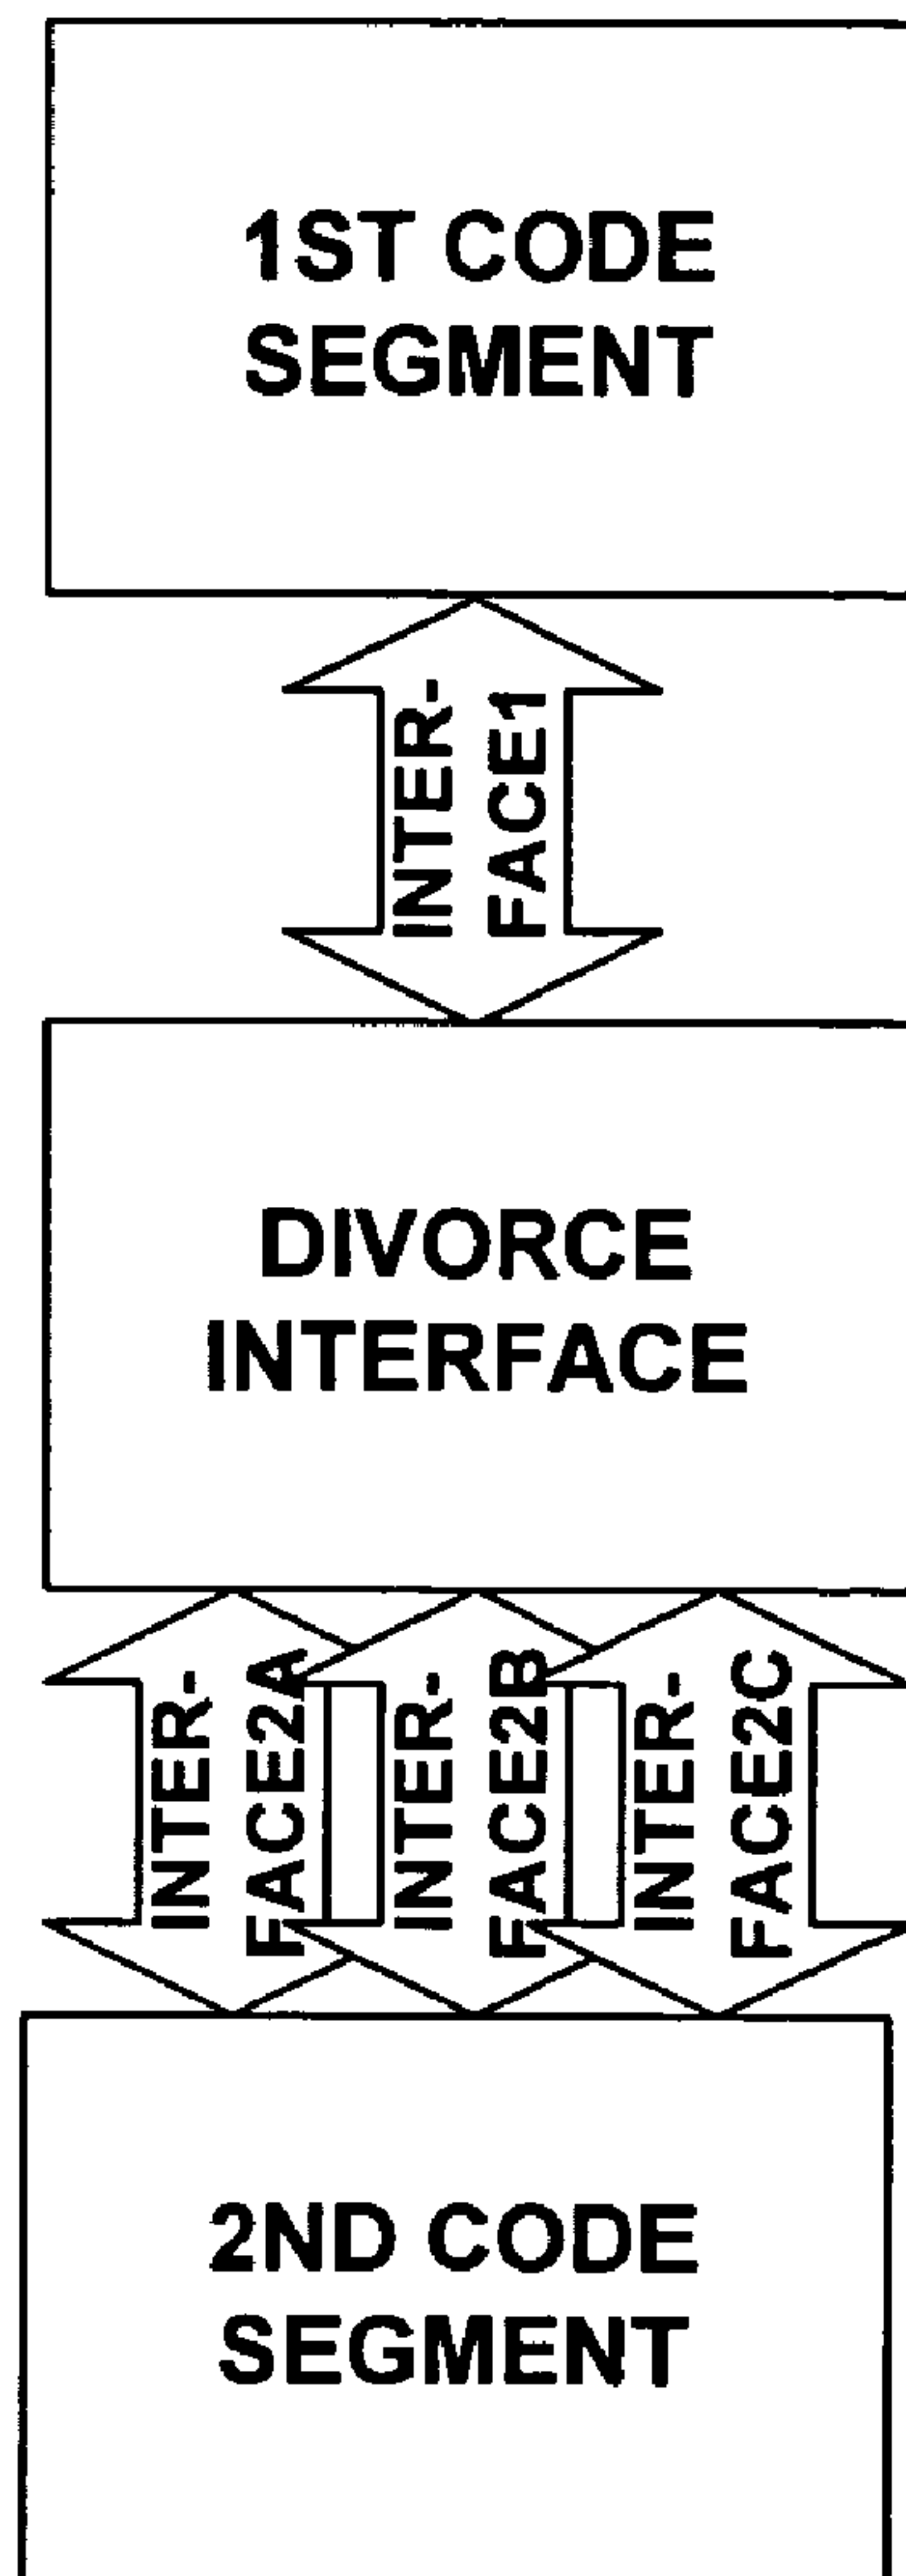 1ST CODE
SEGMENT
INTER-
FACE1
DIVORCE
INTERFACE
INTER-
FACE2A
INTER-
FACE2B
INTER-
FACE2C
2ND CODE
SEGMENT